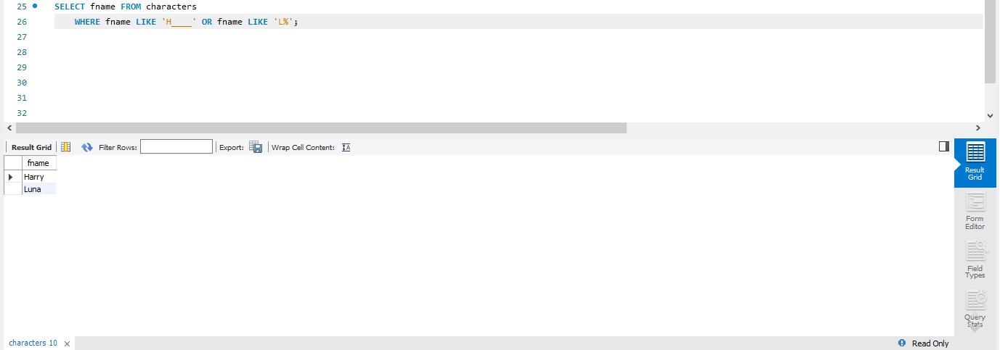 25 SELECT fname FROM characters
26 WHERE fname LIKE 'H____' OR fname LIKE 'L%';
27
28
29
30
31
32
Result Grid Filter Rows: Export: Wrap Cell Content: IA
fname
Harry
Luna
Result
Grid
Form
Editor
Field
Types
Query
Stats
characters 10 × Read Only